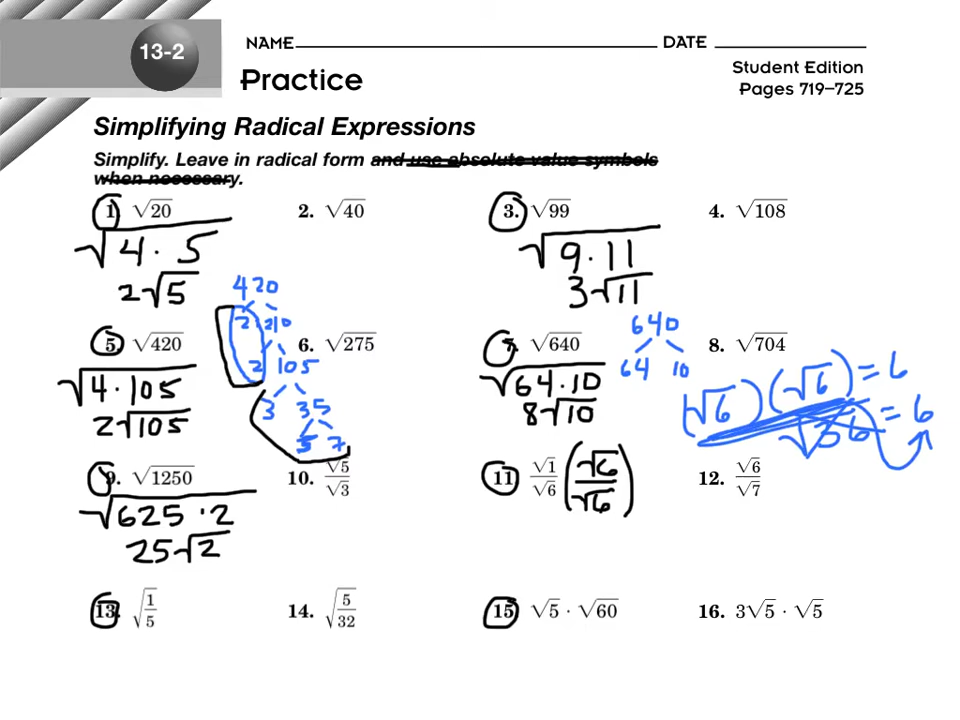 13-2
NAME
DATE
Practice
Student Edition
Pages 719–725
Simplifying Radical Expressions
Simplify. Leave in radical form and use absolute value symbols
when necessary.
1. √20
2. √40
3. √99
4. √108
√4 · 5
2√5
√9 · 11
3√11
420
2 210
2 105
3 35
5 7
640
64 10
5. √420
6. √275
7. √640
8. √704
√4 · 105
2√105
√64 · 10
8√10
(√6)(√6) = 6
√36 = 6
9. √1250
10. √5/√3
11. √1/√6 (√6/√6)
12. √6/√7
√625 · 2
25√2
13. √1/5
14. √5/32
15. √5 · √60
16. 3√5 · √5